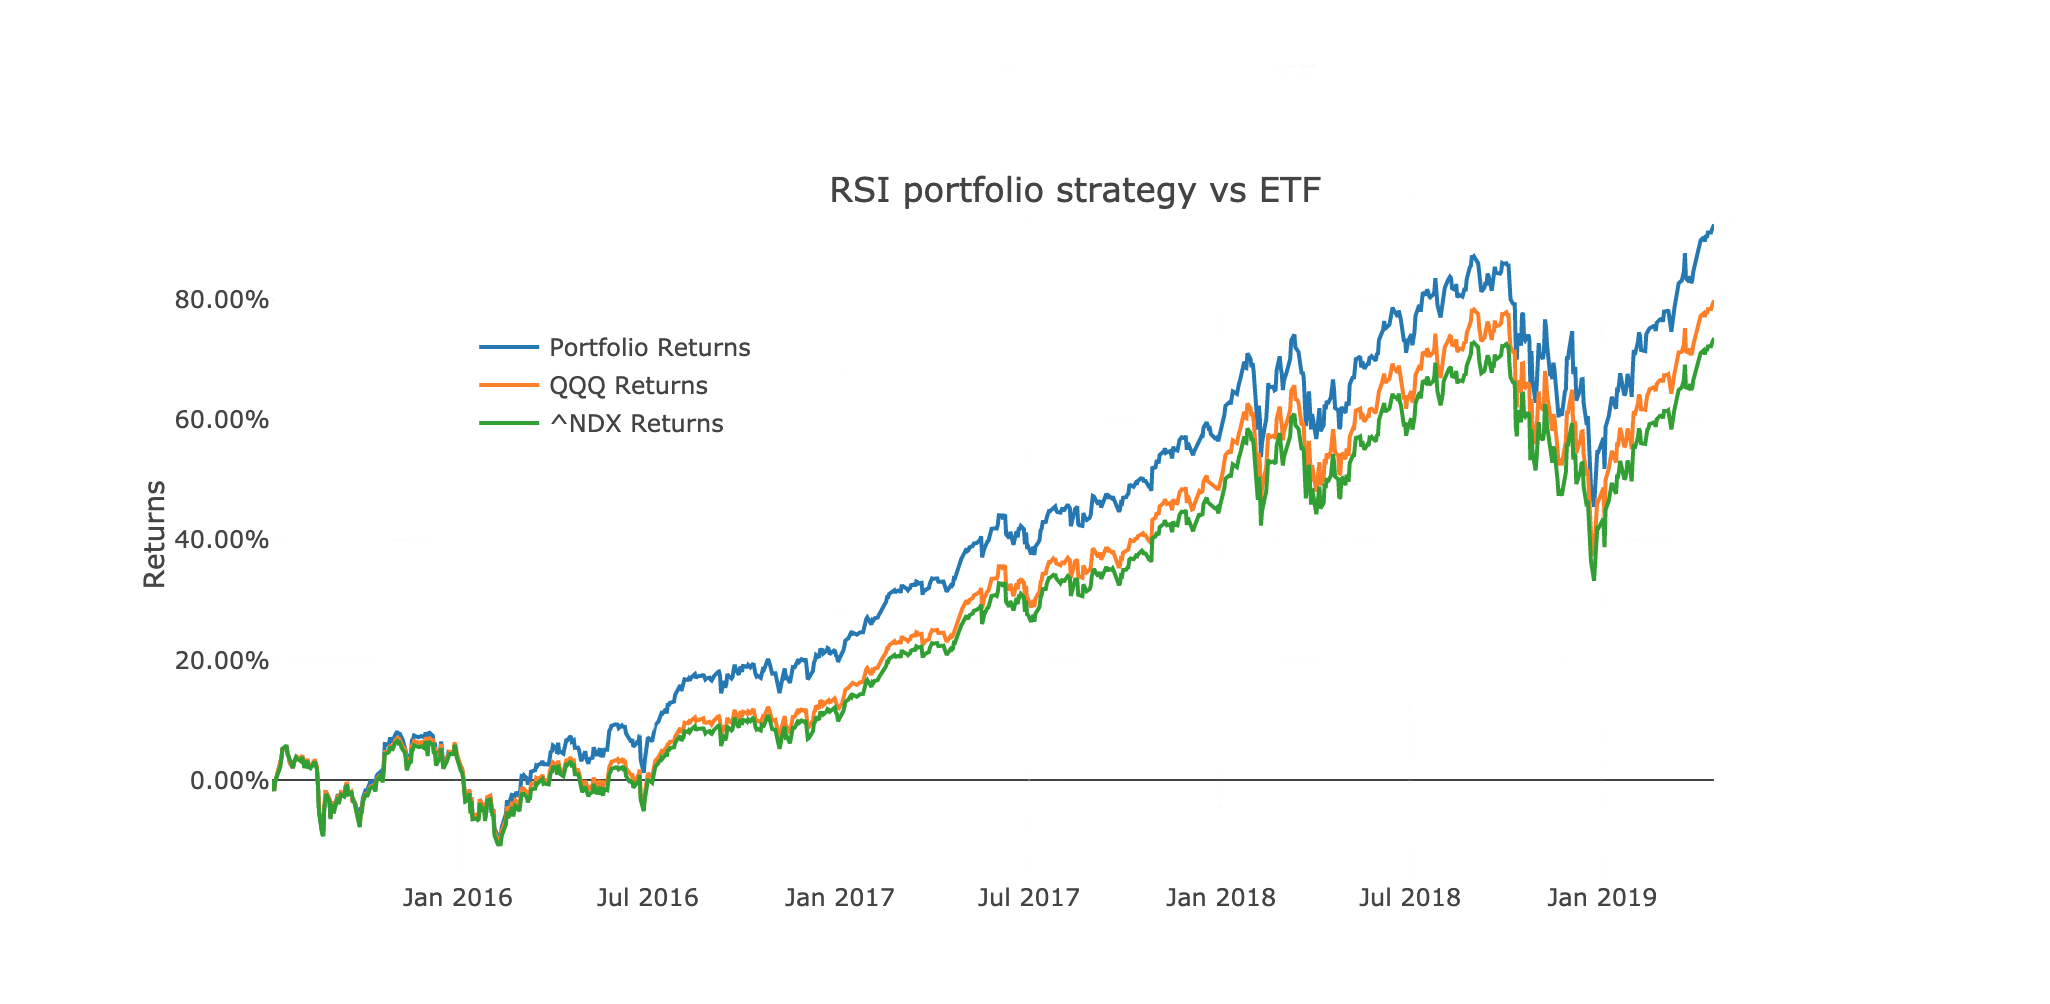 RSI portfolio strategy vs ETF
80.00%
60.00%
40.00%
20.00%
0.00%
Returns
Portfolio Returns
QQQ Returns
^NDX Returns
Jan 2016
Jul 2016
Jan 2017
Jul 2017
Jan 2018
Jul 2018
Jan 2019